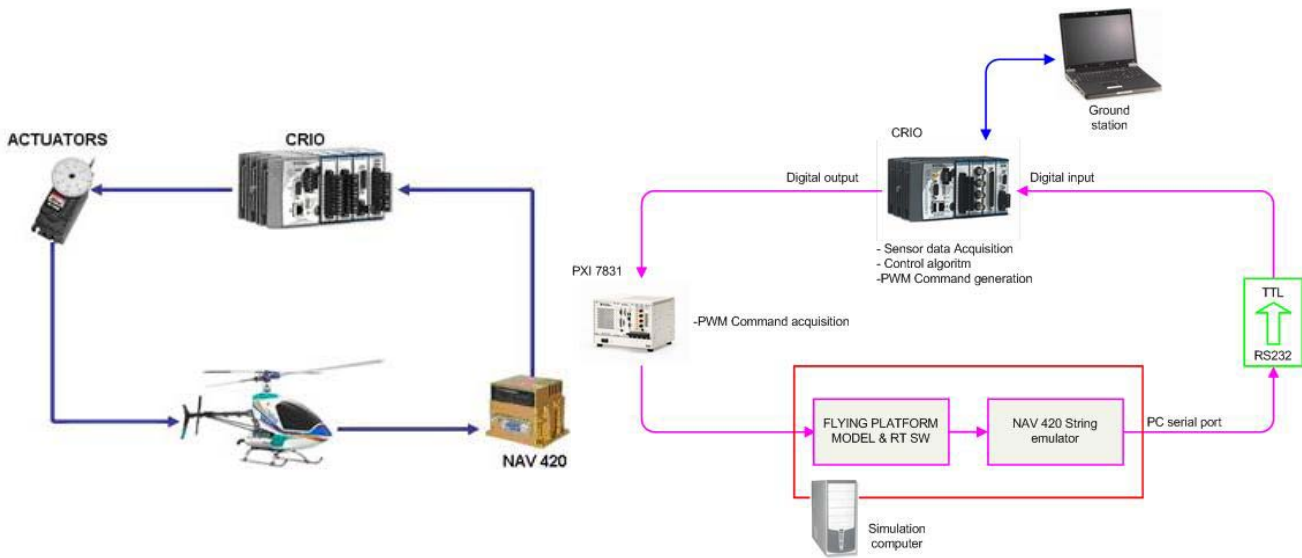 ACTUATORS
CRIO
NAV 420
Ground
station
CRIO
Digital output
Digital input
- Sensor data Acquisition
- Control algoritm
-PWM Command generation
PXI 7831
-PWM Command acquisition
TTL
RS232
FLYING PLATFORM
MODEL & RT SW
NAV 420 String
emulator
PC serial port
Simulation
computer